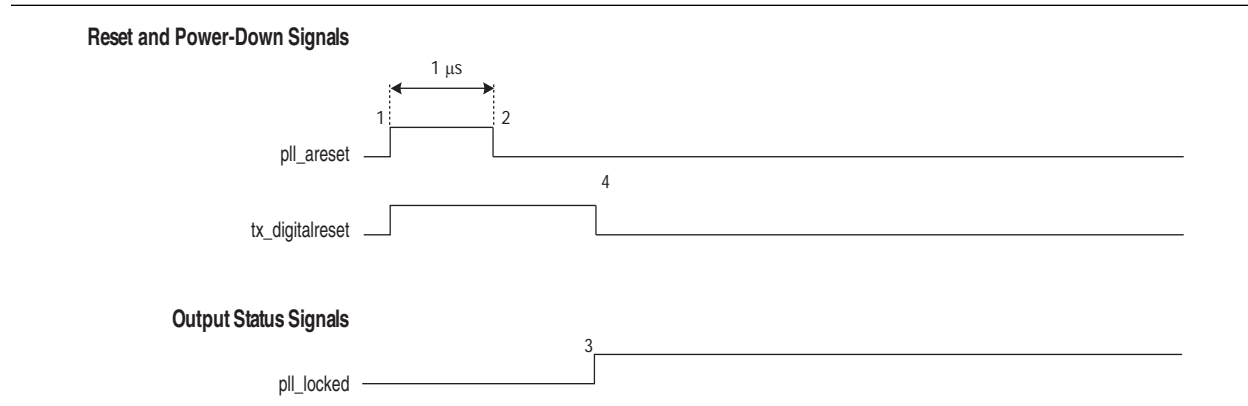 Reset and Power-Down Signals
1 μs
1
2
pll_areset
4
tx_digitalreset
Output Status Signals
3
pll_locked